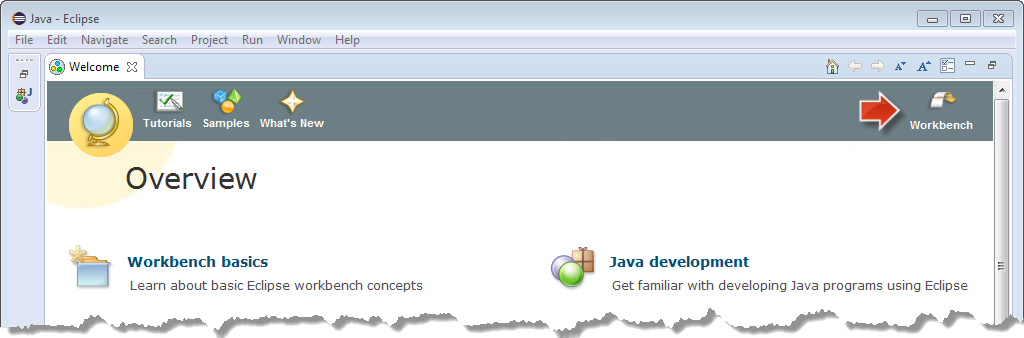 Java - Eclipse
File Edit Navigate Search Project Run Window Help
Welcome
Tutorials Samples What's New Workbench
Overview
Workbench basics
Learn about basic Eclipse workbench concepts
Java development
Get familiar with developing Java programs using Eclipse